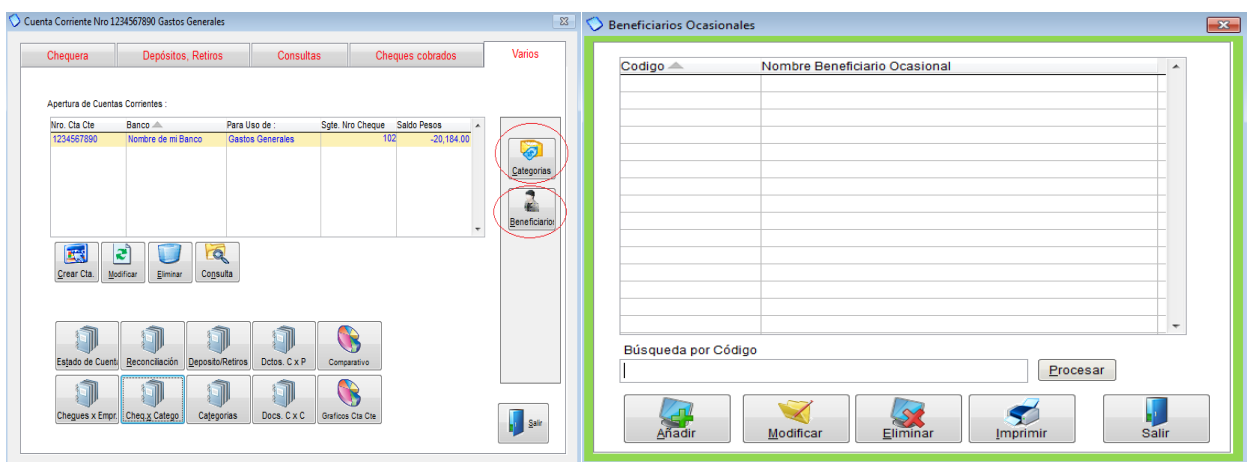 Cuenta Corriente Nro 1234567890 Gastos Generales
Chequera Depósitos, Retiros Consultas Cheques cobrados Varios
Apertura de Cuentas Corrientes :
Nro. Cta Cte Banco Para Uso de : Sgte. Nro Cheque Saldo Pesos
1234567890 Nombre de mi Banco Gastos Generales 102 -20,184.00
Categorias
Beneficiarios
Crear Cta. Modificar Eliminar Consulta
Estado de Cuenta Reconciliación Deposito/Retiros Dctos. C x P Comparativo
Cheques x Empr. Cheq.x Catego Categorias Docs. C x C Graficos Cta Cte
Salir
Beneficiarios Ocasionales
Codigo Nombre Beneficiario Ocasional
Búsqueda por Código
Procesar
Añadir Modificar Eliminar Imprimir Salir